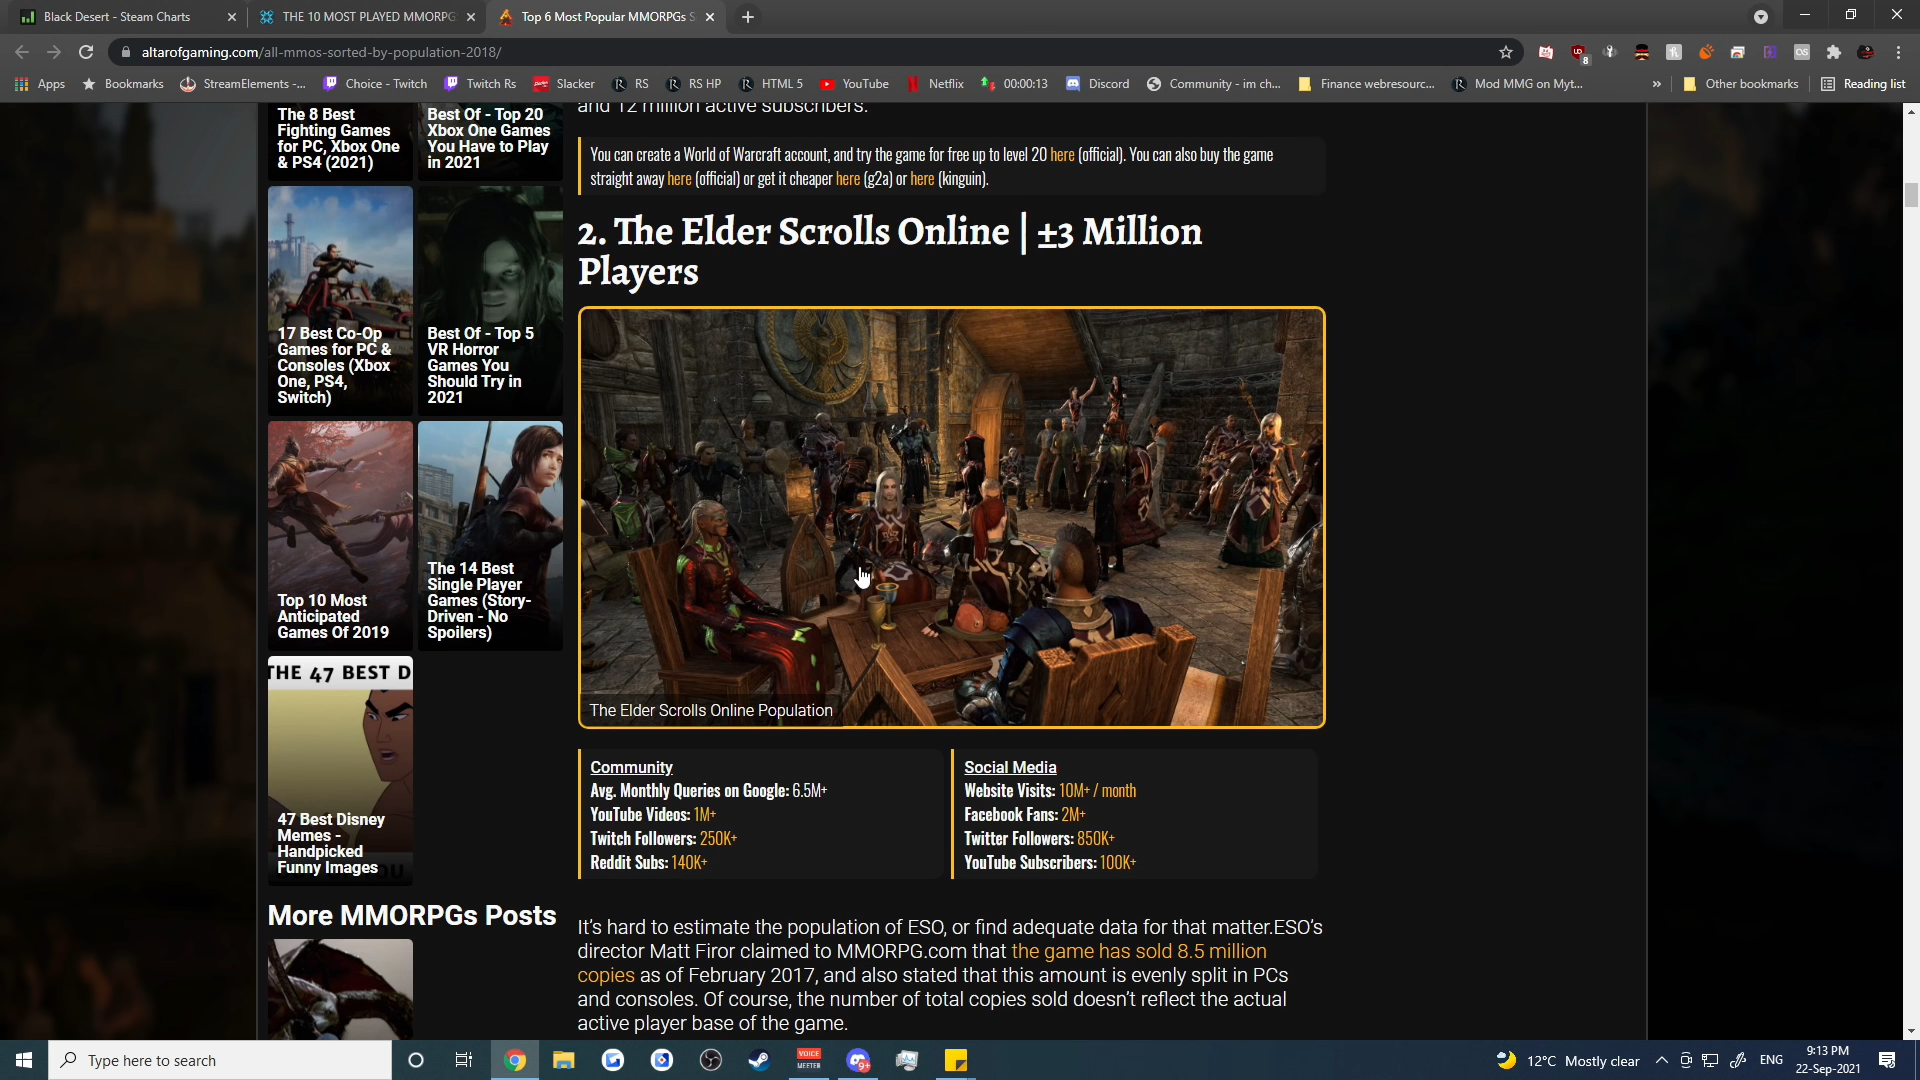 Black Desert - Steam Charts
THE 10 MOST PLAYED MMORPG
Top 6 Most Popular MMORPGs S
altarofgaming.com/all-mmos-sorted-by-population-2018/
8
Apps
Bookmarks
StreamElements -...
Choice - Twitch
Twitch Rs
Slacker
RS
RS HP
HTML 5
YouTube
Netflix
00:00:13
Discord
Community - im ch...
Finance webresourc...
Mod MMG on Myt...
»
Other bookmarks
Reading list
The 8 Best
Fighting Games
for PC, Xbox One
& PS4 (2021)
Best Of - Top 20
Xbox One Games
You Have to Play
in 2021
17 Best Co-Op
Games for PC &
Consoles (Xbox
One, PS4,
Switch)
Best Of - Top 5
VR Horror
Games You
Should Try in
2021
Top 10 Most
Anticipated
Games Of 2019
The 14 Best
Single Player
Games (Story-
Driven - No
Spoilers)
THE 47 BEST D
47 Best Disney
Memes -
Handpicked
Funny Images
More MMORPGs Posts
and 12 million active subscribers.
You can create a World of Warcraft account, and try the game for free up to level 20 here (official). You can also buy the game
straight away here (official) or get it cheaper here (g2a) or here (kinguin).
2. The Elder Scrolls Online | ±3 Million
Players
The Elder Scrolls Online Population
Community
Avg. Monthly Queries on Google: 6.5M+
YouTube Videos: 1M+
Twitch Followers: 250K+
Reddit Subs: 140K+
Social Media
Website Visits: 10M+ / month
Facebook Fans: 2M+
Twitter Followers: 850K+
YouTube Subscribers: 100K+
It's hard to estimate the population of ESO, or find adequate data for that matter.ESO's
director Matt Firor claimed to MMORPG.com that the game has sold 8.5 million
copies as of February 2017, and also stated that this amount is evenly split in PCs
and consoles. Of course, the number of total copies sold doesn't reflect the actual
active player base of the game.
Type here to search
VOICE
MEETER
9+
12°C Mostly clear
ENG
9:13 PM
22-Sep-2021